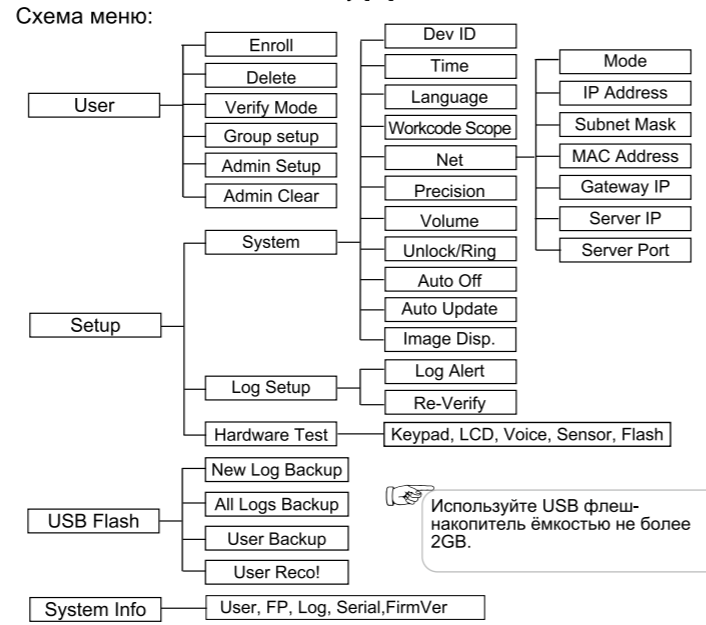 Схема меню:
User
Enroll
Delete
Verify Mode
Group setup
Admin Setup
Admin Clear
Setup
System
Dev ID
Time
Language
Workcode Scope
Net
Mode
IP Address
Subnet Mask
MAC Address
Gateway IP
Server IP
Server Port
Precision
Volume
Unlock/Ring
Auto Off
Auto Update
Image Disp.
Log Setup
Log Alert
Re-Verify
Hardware Test
Keypad, LCD, Voice, Sensor, Flash
USB Flash
New Log Backup
All Logs Backup
User Backup
User Reco!
Используйте USB флеш-
накопитель ёмкостью не более
2GB.
System Info
User, FP, Log, Serial,FirmVer